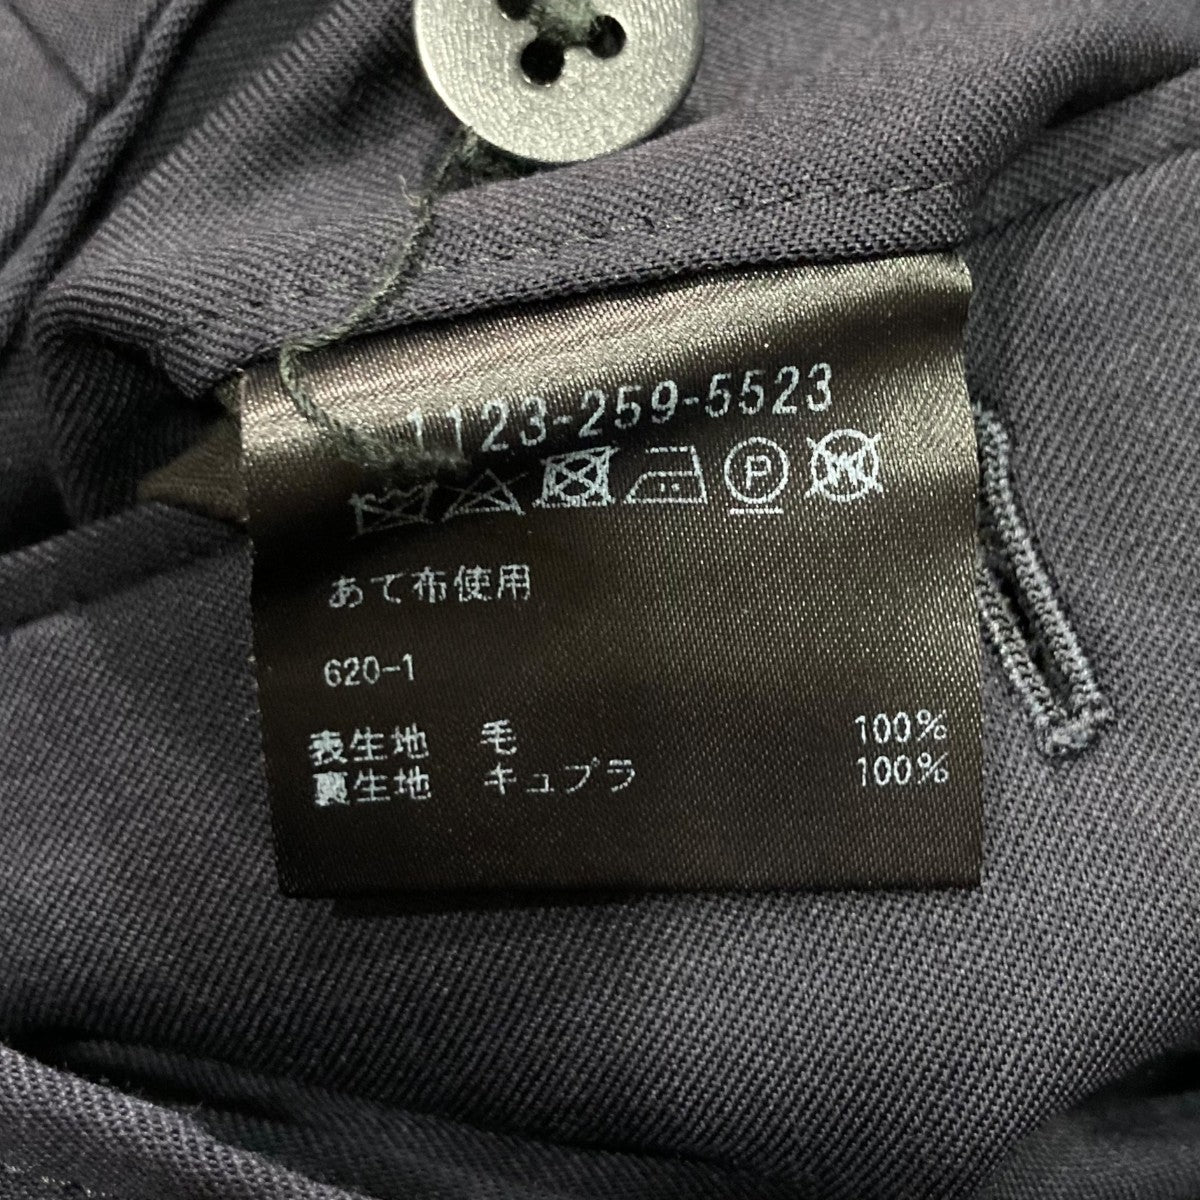 1123-259-5523
P W
あて布使用
620-1
表生地 毛 100%
裏生地 キュプラ 100%